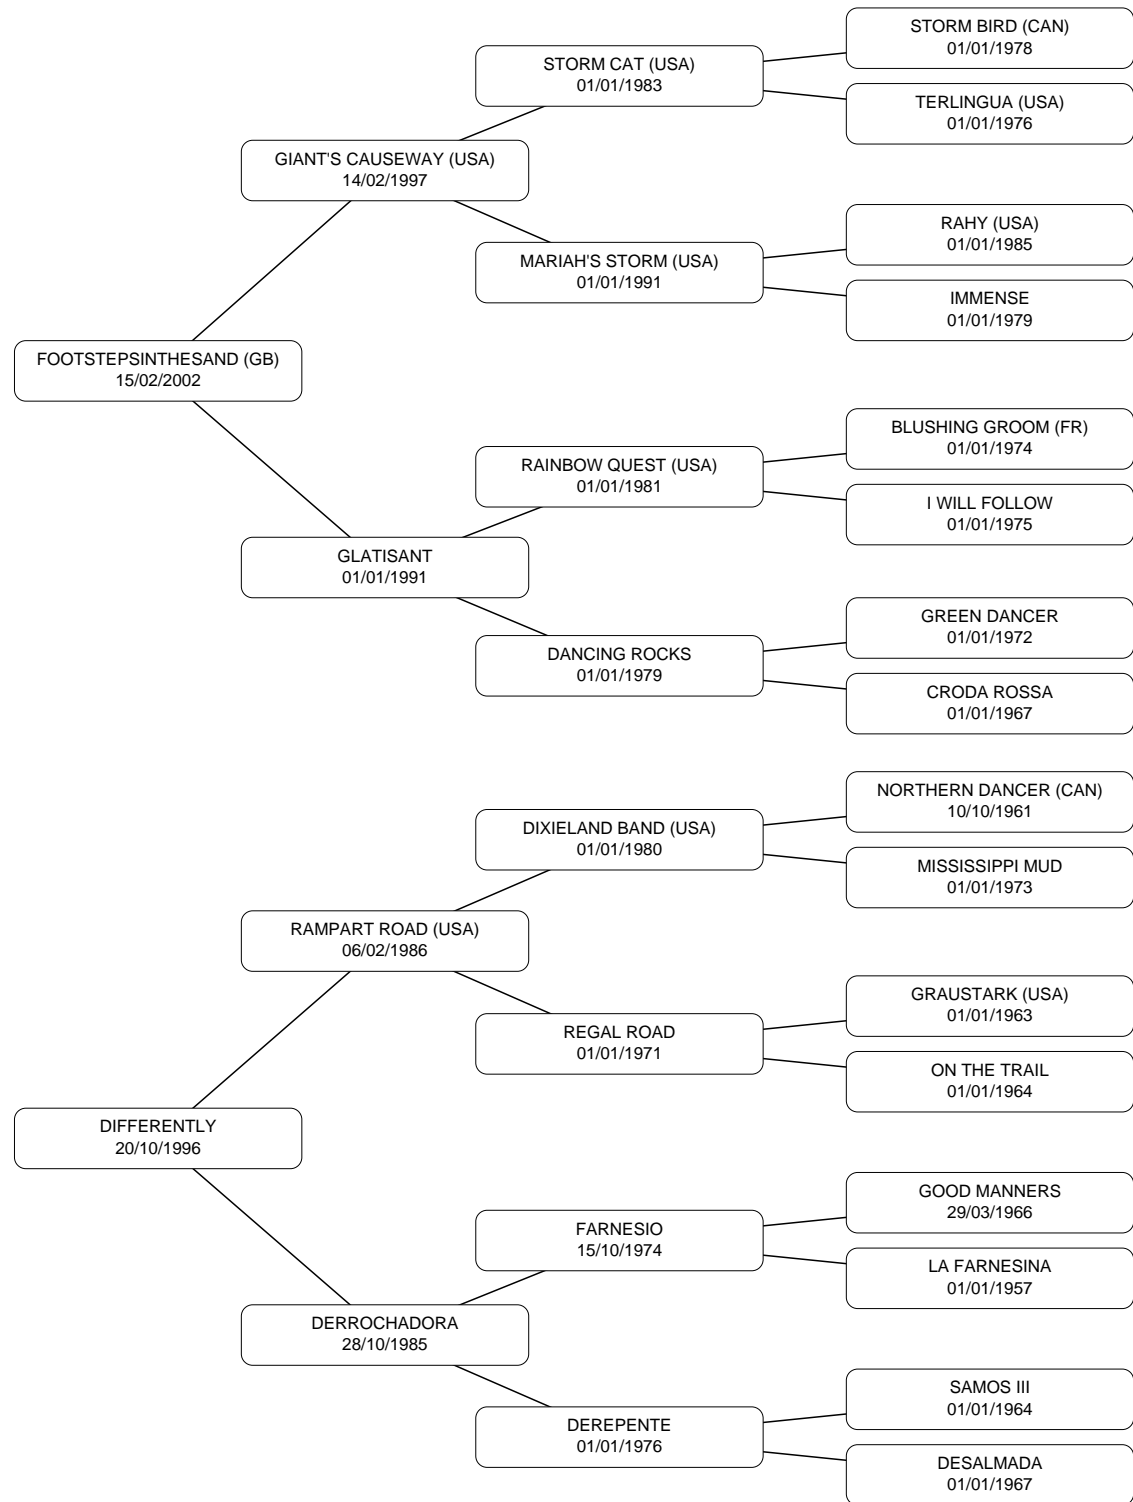 STORM BIRD (CAN)
01/01/1978
STORM CAT (USA)
01/01/1983
TERLINGUA (USA)
01/01/1976
GIANT'S CAUSEWAY (USA)
14/02/1997
RAHY (USA)
01/01/1985
MARIAH'S STORM (USA)
01/01/1991
IMMENSE
01/01/1979
FOOTSTEPSINTHESAND (GB)
15/02/2002
BLUSHING GROOM (FR)
01/01/1974
RAINBOW QUEST (USA)
01/01/1981
I WILL FOLLOW
01/01/1975
GLATISANT
01/01/1991
GREEN DANCER
01/01/1972
DANCING ROCKS
01/01/1979
CRODA ROSSA
01/01/1967
NORTHERN DANCER (CAN)
10/10/1961
DIXIELAND BAND (USA)
01/01/1980
MISSISSIPPI MUD
01/01/1973
RAMPART ROAD (USA)
06/02/1986
GRAUSTARK (USA)
01/01/1963
REGAL ROAD
01/01/1971
ON THE TRAIL
01/01/1964
DIFFERENTLY
20/10/1996
GOOD MANNERS
29/03/1966
FARNESIO
15/10/1974
LA FARNESINA
01/01/1957
DERROCHADORA
28/10/1985
SAMOS III
01/01/1964
DEREPENTE
01/01/1976
DESALMADA
01/01/1967